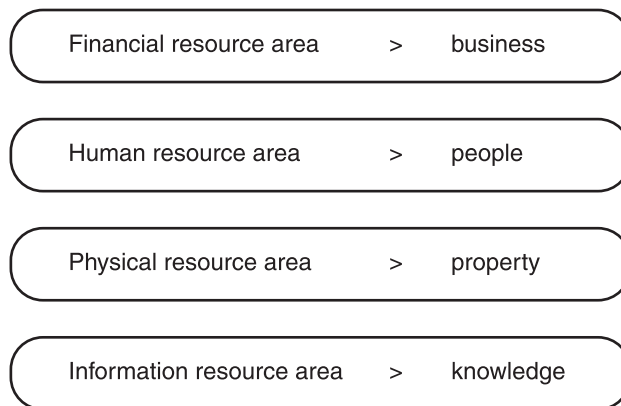 Financial resource area > business
Human resource area > people
Physical resource area > property
Information resource area > knowledge